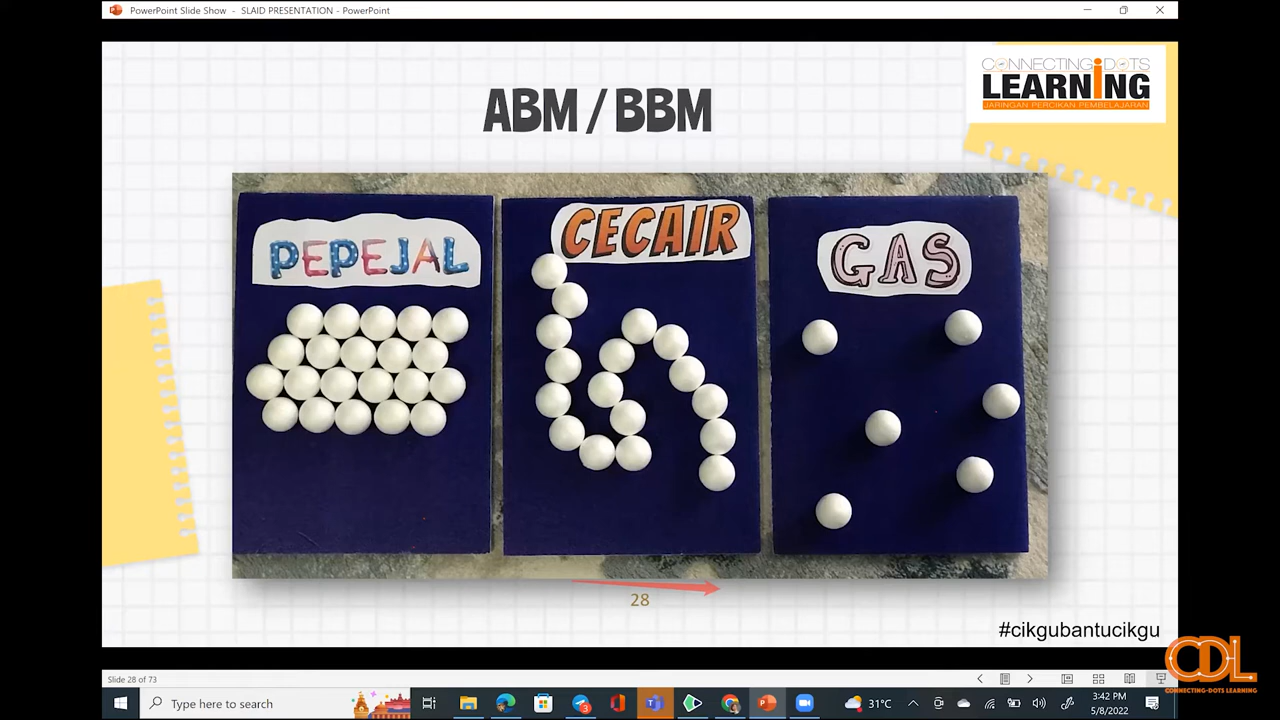 PowerPoint Slide Show - SLAID PRESENTATION - PowerPoint
CONNECTING DOTS
LEARNING
JARINGAN PERCIKAN PEMBELAJARAN
ABM / BBM
PEPEJAL
CECAIR
GAS
28
#cikgubantucikgu
CDL
CONNECTING-DOTS LEARNING
Slide 28 of 73
Type here to search
3
31°C
3:42 PM
5/8/2022